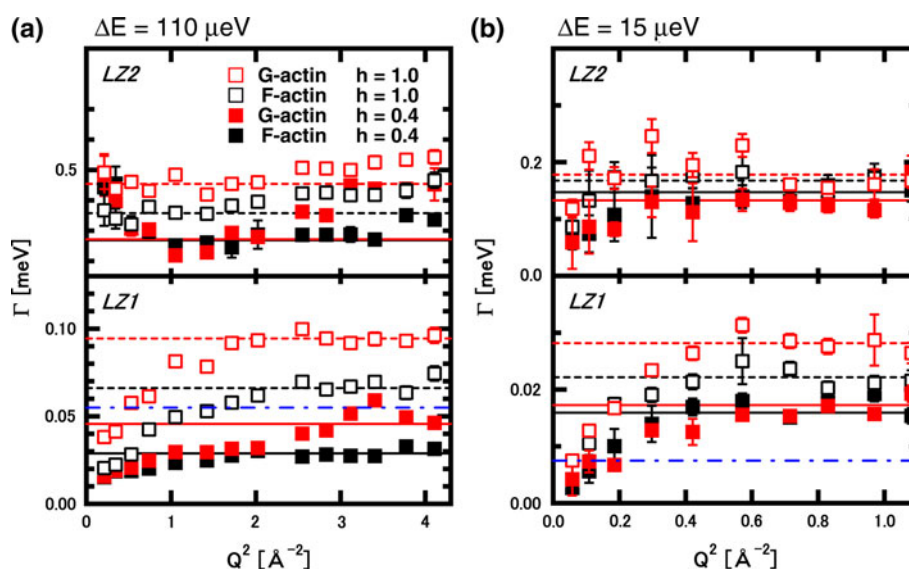 (a) ΔE = 110 μeV
LZ2
G-actin h = 1.0
F-actin h = 1.0
G-actin h = 0.4
F-actin h = 0.4
0.5
Γ [meV]
LZ1
0.10
0.05
0.00
0 1 2 3 4
Q² [Å⁻²]
(b) ΔE = 15 μeV
LZ2
0.2
0.0
Γ [meV]
LZ1
0.02
0.00
0.0 0.2 0.4 0.6 0.8 1.0
Q² [Å⁻²]